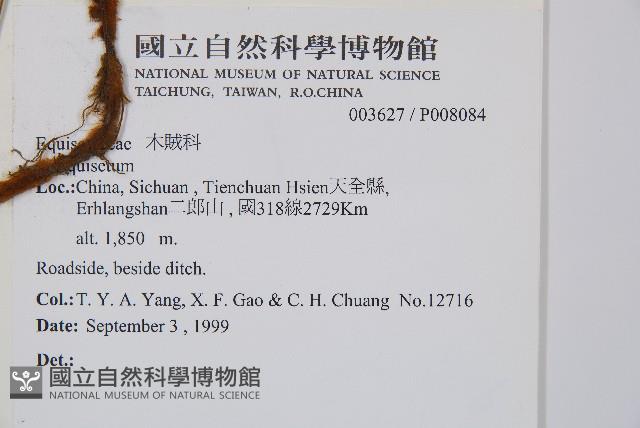 國立自然科學博物館
NATIONAL MUSEUM OF NATURAL SCIENCE
TAICHUNG, TAIWAN, R.O.CHINA
003627 / P008084
木賊科
Loc.:China, Sichuan , Tienchuan Hsien天全縣,
Erhlangshan二郎山 , 國318線2729Km
alt. 1,850 m.
Roadside, beside ditch.
Col.: T. Y. A. Yang, X. F. Gao & C. H. Chuang No.12716
Date: September 3 , 1999
Det.:
國立自然科學博物館
NATIONAL MUSEUM OF NATURAL SCIENCE